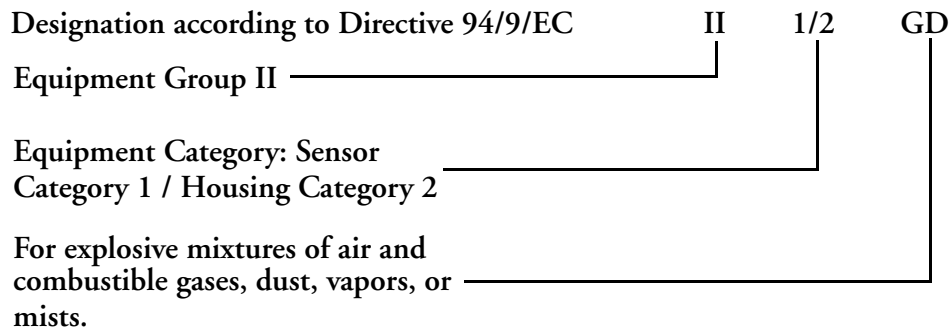 Designation according to Directive 94/9/EC II 1/2 GD
Equipment Group II
Equipment Category: Sensor
Category 1 / Housing Category 2
For explosive mixtures of air and
combustible gases, dust, vapors, or
mists.